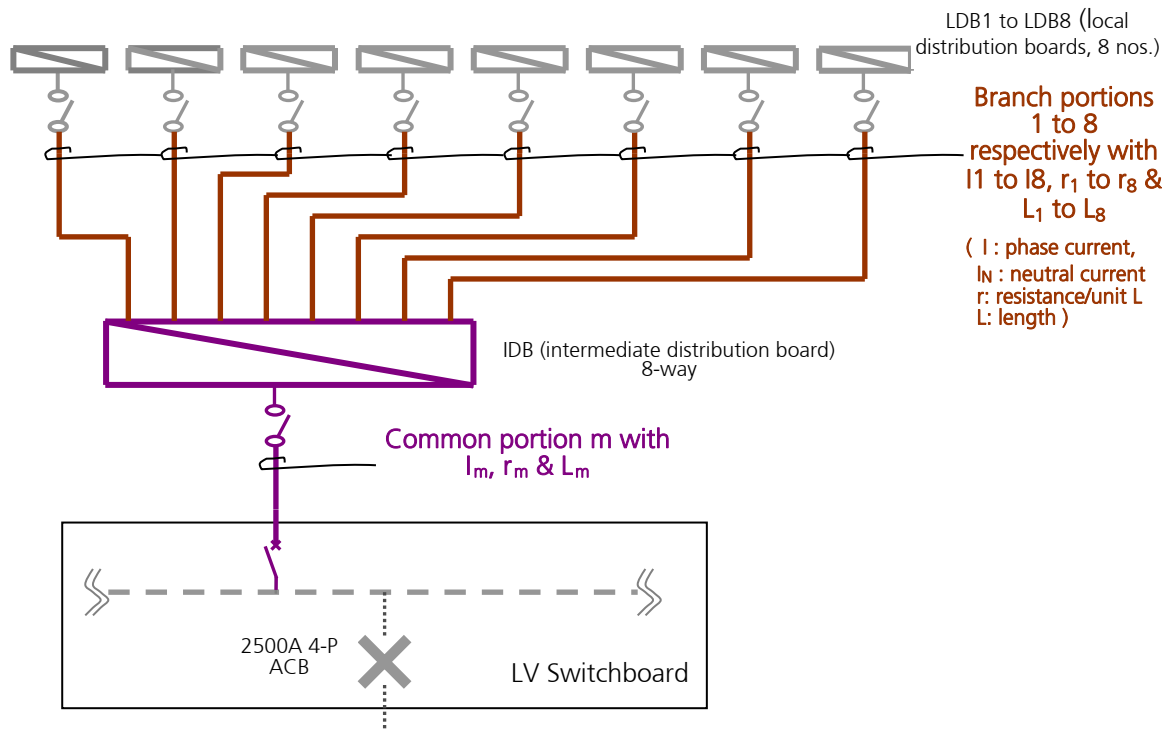 LDB1 to LDB8 (local
distribution boards, 8 nos.)
Branch portions
1 to 8
respectively with
I1 to I8, r1 to r8 &
L1 to L8
( I : phase current,
IN : neutral current
r: resistance/unit L
L: length )
IDB (intermediate distribution board)
8-way
Common portion m with
Im, rm & Lm
2500A 4-P
ACB
LV Switchboard